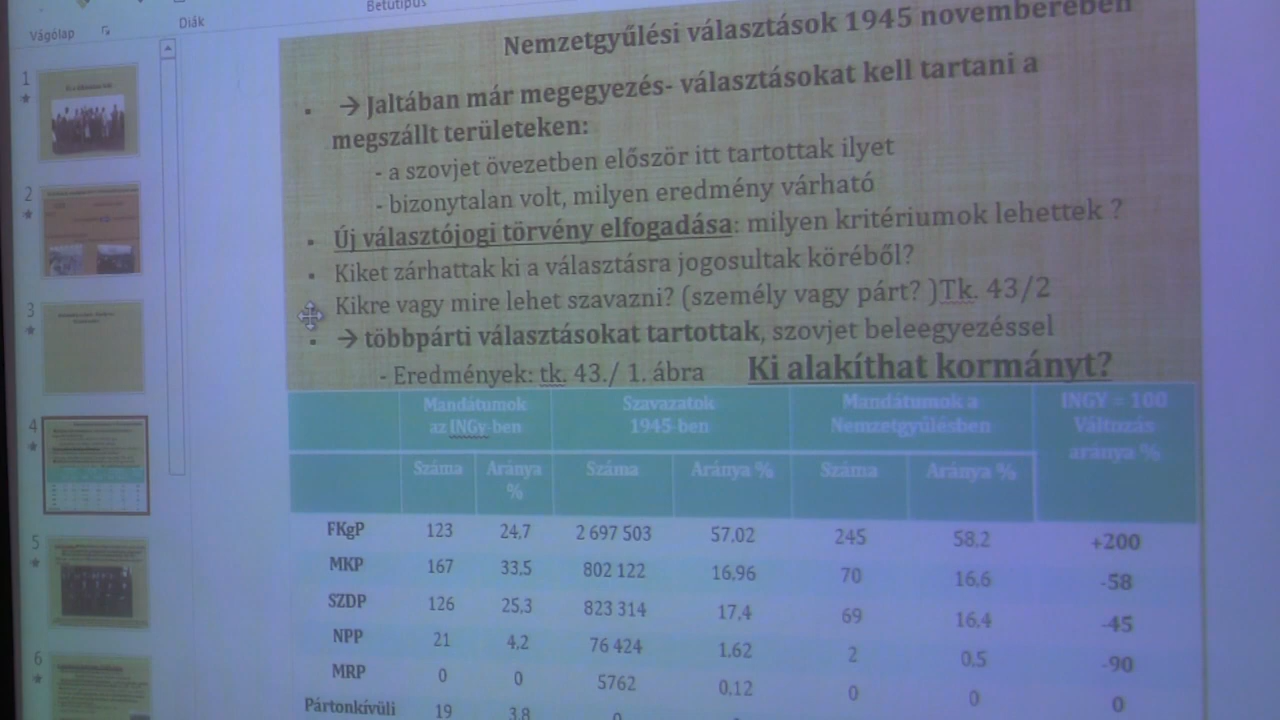 Vágólap
Diák
Betűtípus
1
2
3
4
5
6
Nemzetgyűlési választások 1945 novemberében
→ Jaltában már megegyezés- választásokat kell tartani a
megszállt területeken:
- a szovjet övezetben először itt tartottak ilyet
- bizonytalan volt, milyen eredmény várható
Új választójogi törvény elfogadása: milyen kritériumok lehettek ?
Kiket zárhattak ki a választásra jogosultak köréből?
Kikre vagy mire lehet szavazni? (személy vagy párt? )Tk. 43/2
→ többpárti választásokat tartottak, szovjet beleegyezéssel
- Eredmények: tk. 43./ 1. ábra Ki alakíthat kormányt?
Mandátumok az INGy-ben Szavazatok 1945-ben Mandátumok a Nemzetgyűlésben INGY = 100 Változás aránya %
Száma Aránya % Száma Aránya % Száma Aránya %
FKgP 123 24,7 2 697 503 57,02 245 58,2 +200
MKP 167 33,5 802 122 16,96 70 16,6 -58
SZDP 126 25,3 823 314 17,4 69 16,4 -45
NPP 21 4,2 76 424 1,62 2 0,5 -90
MRP 0 0 5762 0,12 0 0 0
Pártonkívüli 19 3,8